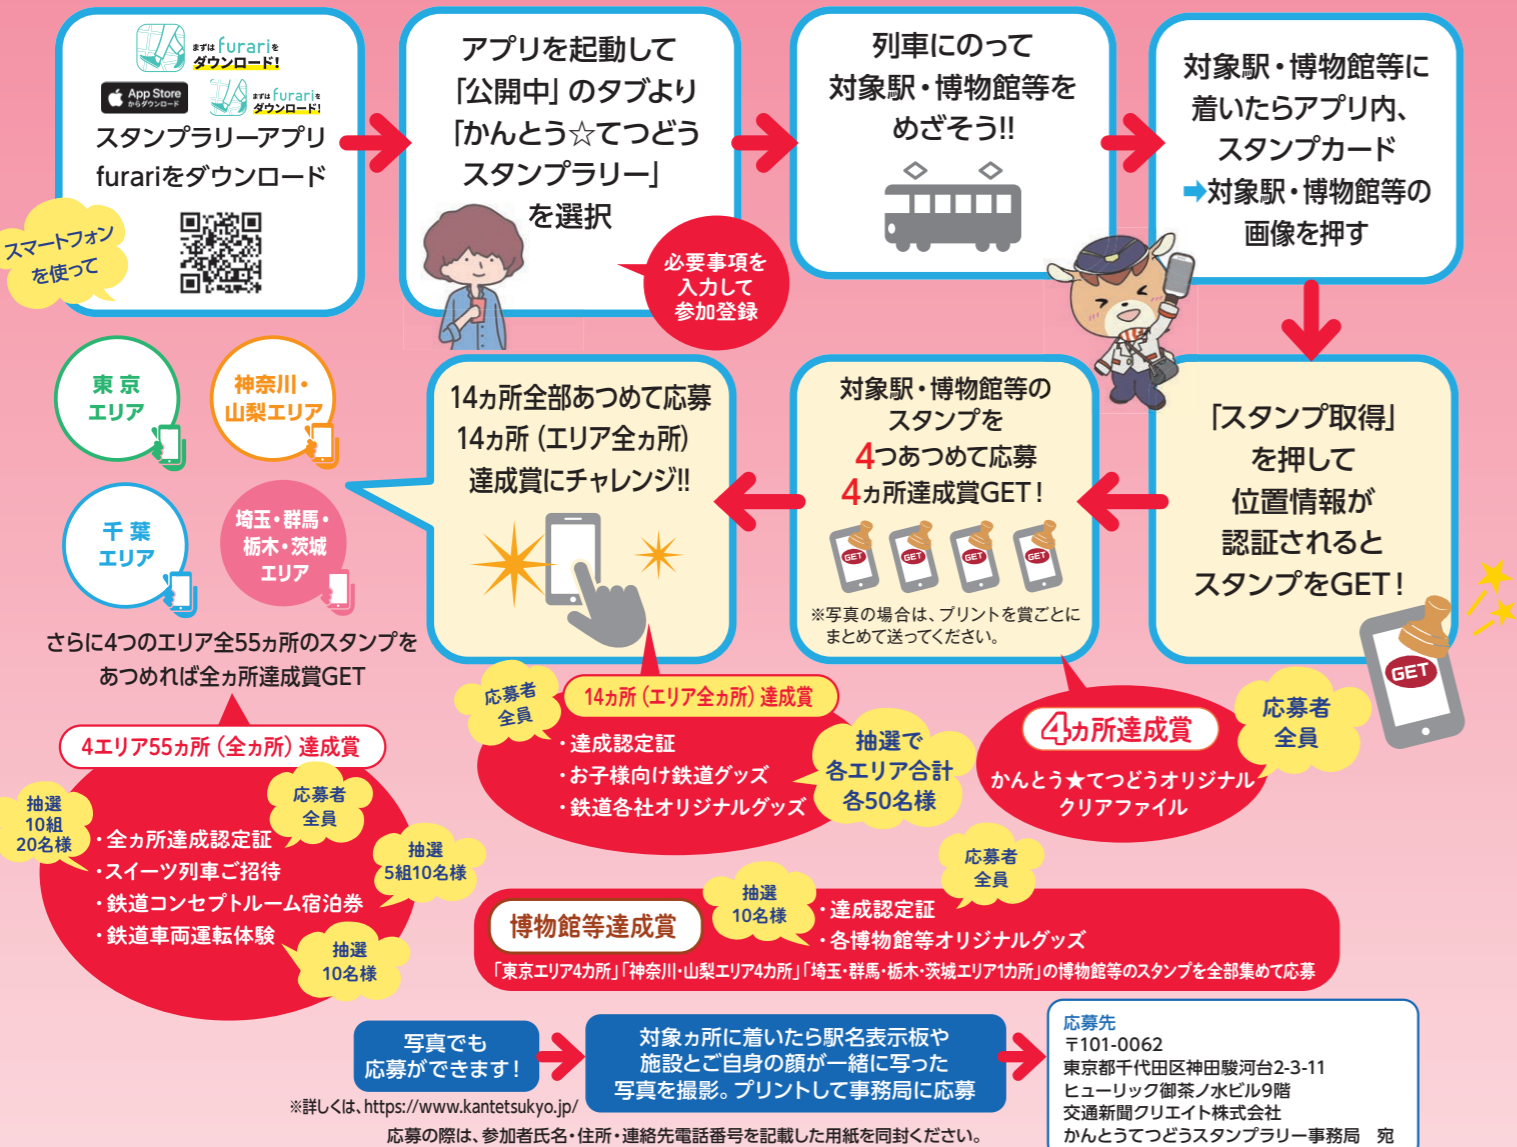 まずは furari を
ダウンロード!
App Store
からダウンロード
まずは furari を
ダウンロード!
スタンプラリーアプリ
furariをダウンロード
スマートフォン
を使って
アプリを起動して
「公開中」のタブより
「かんとう☆てつどう
スタンプラリー」
を選択
必要事項を
入力して
参加登録
列車にのって
対象駅・博物館等を
めざそう!!
対象駅・博物館等に
着いたらアプリ内、
スタンプカード
➡対象駅・博物館等の
画像を押す
「スタンプ取得」
を押して
位置情報が
認証されると
スタンプをGET!
GET
対象駅・博物館等の
スタンプを
4つあつめて応募
4ヵ所達成賞GET!
GET
GET
GET
GET
※写真の場合は、プリントを賞ごとに
まとめて送ってください。
4ヵ所達成賞
応募者
全員
かんとう★てつどうオリジナル
クリアファイル
14ヵ所全部あつめて応募
14ヵ所(エリア全ヵ所)
達成賞にチャレンジ!!
応募者
全員
14ヵ所(エリア全ヵ所)達成賞
・達成認定証
・お子様向け鉄道グッズ
・鉄道各社オリジナルグッズ
抽選で
各エリア合計
各50名様
東京
エリア
神奈川・
山梨エリア
千葉
エリア
埼玉・群馬・
栃木・茨城
エリア
さらに4つのエリア全55ヵ所のスタンプを
あつめれば全ヵ所達成賞GET
4エリア55ヵ所(全ヵ所)達成賞
抽選
10組
20名様
応募者
全員
・全ヵ所達成認定証
・スイーツ列車ご招待
・鉄道コンセプトルーム宿泊券
・鉄道車両運転体験
抽選
5組10名様
抽選
10名様
博物館等達成賞
抽選
10名様
応募者
全員
・達成認定証
・各博物館等オリジナルグッズ
「東京エリア4カ所」「神奈川・山梨エリア4カ所」「埼玉・群馬・栃木・茨城エリア1カ所」の博物館等のスタンプを全部集めて応募
写真でも
応募ができます!
対象ヵ所に着いたら駅名表示板や
施設とご自身の顔が一緒に写った
写真を撮影。プリントして事務局に応募
応募先
〒101-0062
東京都千代田区神田駿河台2-3-11
ヒューリック御茶ノ水ビル9階
交通新聞クリエイト株式会社
かんとうてつどうスタンプラリー事務局 宛
※詳しくは、https://www.kantetsukyo.jp/
応募の際は、参加者氏名・住所・連絡先電話番号を記載した用紙を同封ください。